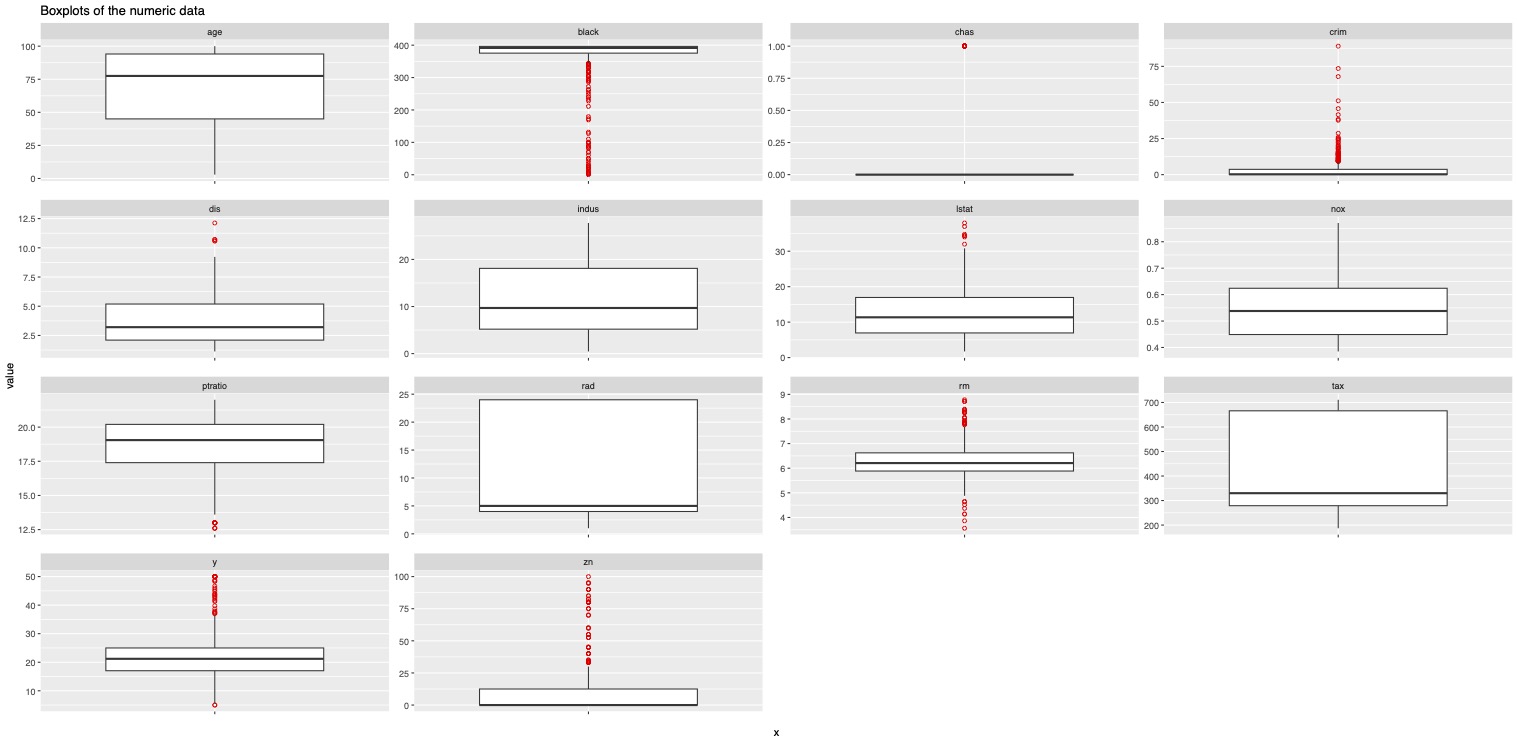 Boxplots of the numeric data
age black chas crim
100 75 50 25 0
400 300 200 100 0
1.00 0.75 0.50 0.25 0.00
75 50 25 0
dis indus lstat nox
12.5 10.0 7.5 5.0 2.5
20 10 0
30 20 10 0
0.8 0.7 0.6 0.5 0.4
value
ptratio rad rm tax
20.0 17.5 15.0 12.5
25 20 15 10 5 0
9 8 7 6 5 4
700 600 500 400 300 200
y zn
50 40 30 20 10
100 75 50 25 0
x